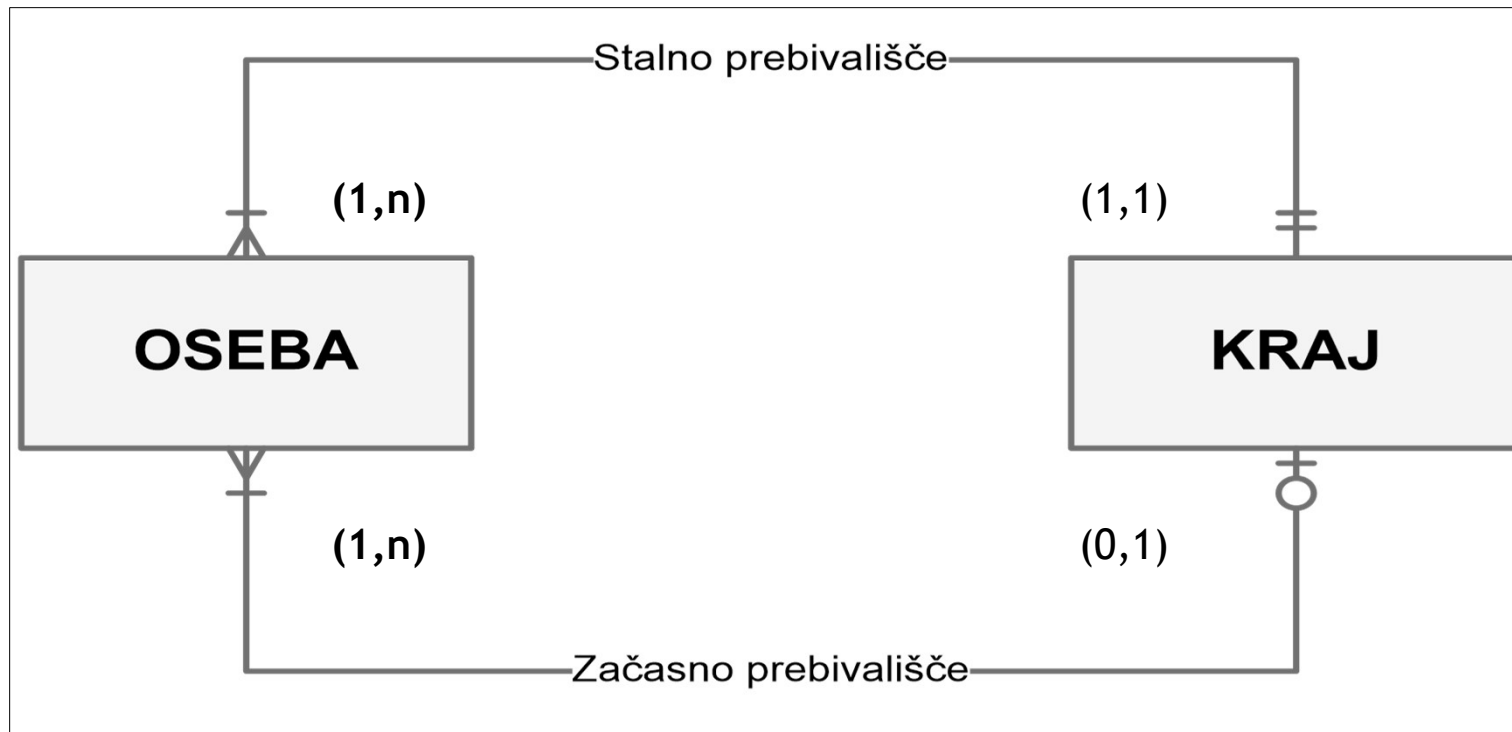 Stalno prebivališče
(1,n)
(1,1)
OSEBA
KRAJ
(1,n)
(0,1)
Začasno prebivališče